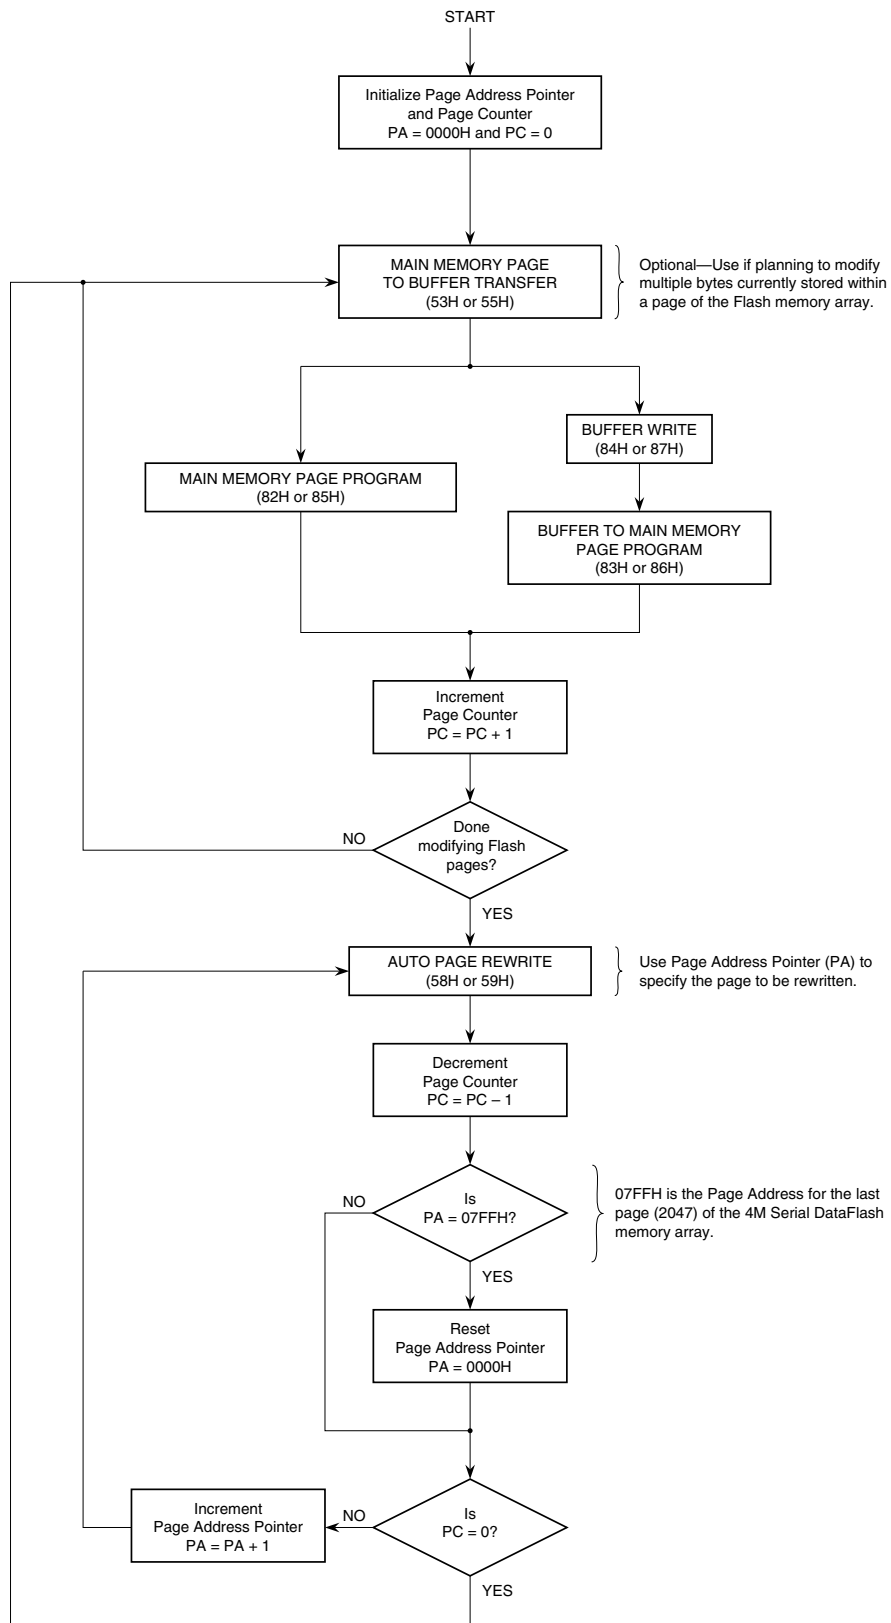 START
Initialize Page Address Pointer
and Page Counter
PA = 0000H and PC = 0
MAIN MEMORY PAGE
TO BUFFER TRANSFER
(53H or 55H)
Optional—Use if planning to modify
multiple bytes currently stored within
a page of the Flash memory array.
BUFFER WRITE
(84H or 87H)
MAIN MEMORY PAGE PROGRAM
(82H or 85H)
BUFFER TO MAIN MEMORY
PAGE PROGRAM
(83H or 86H)
Increment
Page Counter
PC = PC + 1
NO
Done
modifying Flash
pages?
YES
AUTO PAGE REWRITE
(58H or 59H)
Use Page Address Pointer (PA) to
specify the page to be rewritten.
Decrement
Page Counter
PC = PC – 1
NO
Is
PA = 07FFH?
07FFH is the Page Address for the last
page (2047) of the 4M Serial DataFlash
memory array.
YES
Reset
Page Address Pointer
PA = 0000H
Increment
Page Address Pointer
PA = PA + 1
NO
Is
PC = 0?
YES